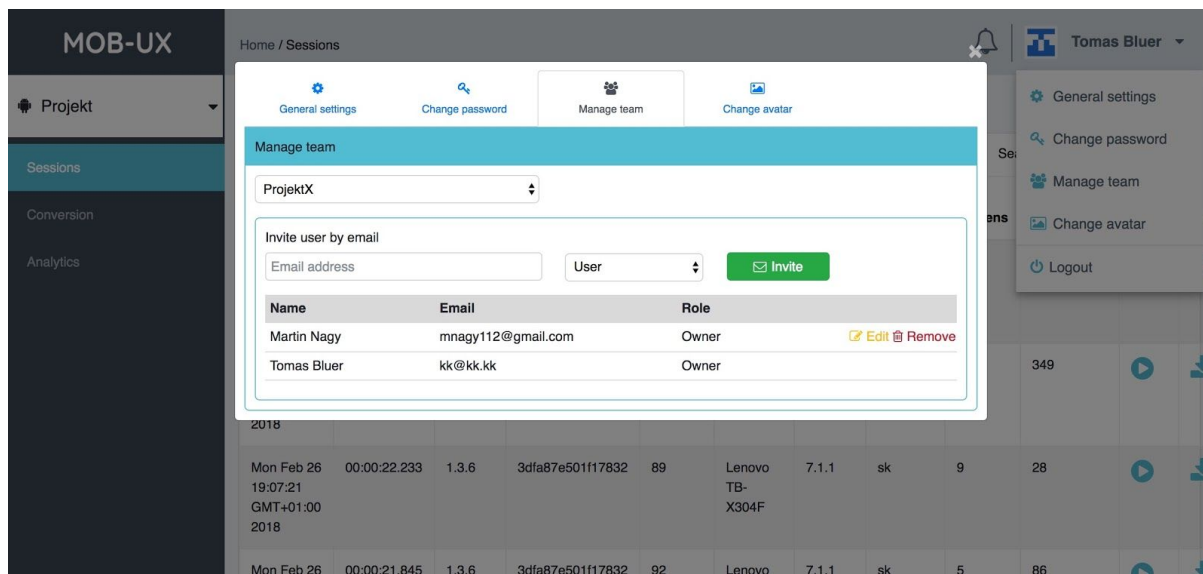 MOB-UX
Home / Sessions
Tomas Bluer
Projekt
Sessions
Conversion
Analytics
General settings
Change password
Manage team
Change avatar
Logout
General settings
Change password
Manage team
Change avatar
Manage team
ProjektX
Invite user by email
Email address
User
Invite
Name Email Role
Martin Nagy mnagy112@gmail.com Owner Edit Remove
Tomas Bluer kk@kk.kk Owner
ens
349
2018
Mon Feb 26 00:00:22.233 1.3.6 3dfa87e501f17832 89 Lenovo 7.1.1 sk 9 28
19:07:21 TB-
GMT+01:00 X304F
2018
Mon Feb 26 00:00:21.845 1.3.6 3dfa87e501f17832 92 Lenovo 7.1.1 sk 5 86